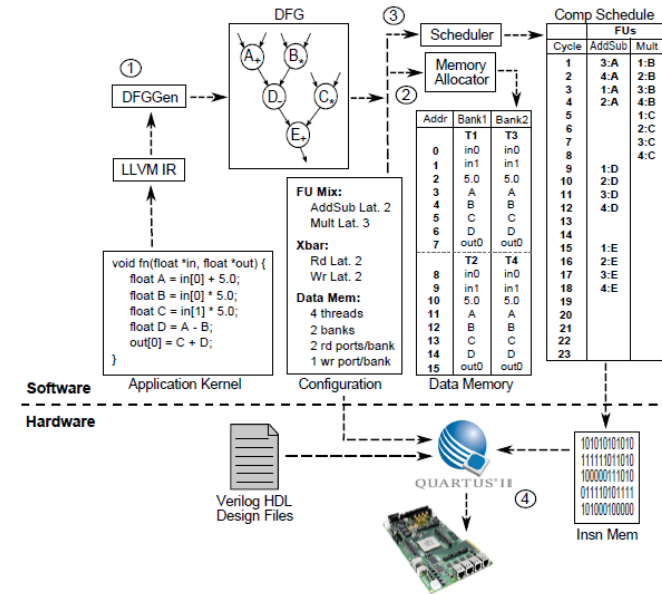 DFG
①
DFGGen
LLVM IR
A+
B*
D-
C*
E+
③
Scheduler
②
Memory
Allocator
Comp Schedule
FUs
Cycle AddSub Mult
1 3:A 1:B
2 4:A 2:B
3 1:A 3:B
4 2:A 4:B
5 1:C
6 2:C
7 3:C
8 4:C
9 1:D
10 2:D
11 3:D
12 4:D
13
14
15 1:E
16 2:E
17 3:E
18 4:E
19
20
21
22
23
Addr Bank1 Bank2
T1 T3
0 in0 in0
1 in1 in1
2 5.0 5.0
3 A A
4 B B
5 C C
6 D D
7 out0 out0
T2 T4
8 in0 in0
9 in1 in1
10 5.0 5.0
11 A A
12 B B
13 C C
14 D D
15 out0 out0
Data Memory
FU Mix:
AddSub Lat. 2
Mult Lat. 3
Xbar:
Rd Lat. 2
Wr Lat. 2
Data Mem:
4 threads
2 banks
2 rd ports/bank
1 wr port/bank
Configuration
void fn(float *in, float *out) {
float A = in[0] + 5.0;
float B = in[0] * 5.0;
float C = in[1] * 5.0;
float D = A - B;
out[0] = C + D;
}
Application Kernel
Software
Hardware
Verilog HDL
Design Files
QUARTUS® II
④
101010101010
111111011010
100000111010
011110101111
101000100000
Insn Mem